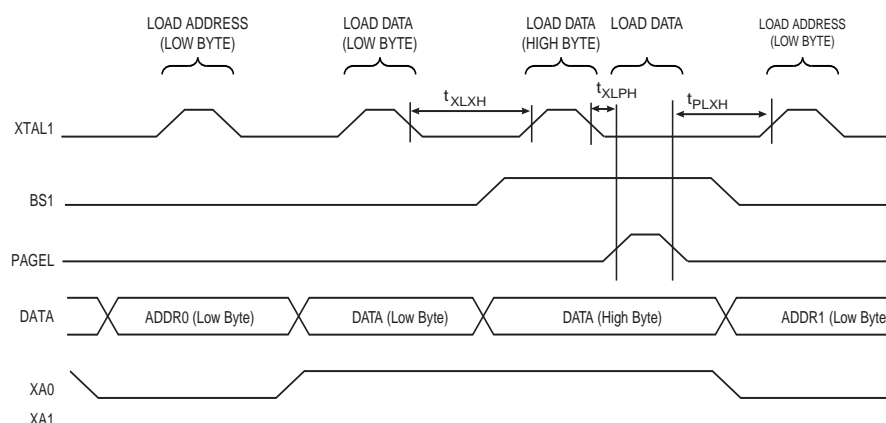 LOAD ADDRESS
(LOW BYTE)
LOAD DATA
(LOW BYTE)
LOAD DATA
(HIGH BYTE)
LOAD DATA
LOAD ADDRESS
(LOW BYTE)
tXLXH
tXLPH
tPLXH
XTAL1
BS1
PAGEL
DATA
ADDR0 (Low Byte)
DATA (Low Byte)
DATA (High Byte)
ADDR1 (Low Byte
XA0
XA1